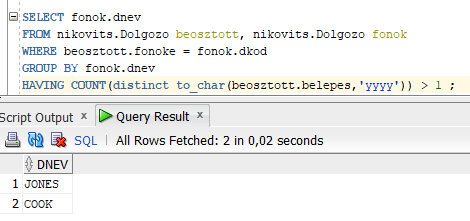 SELECT fonok.dnev
FROM nikovits.Dolgozo beosztott, nikovits.Dolgozo fonok
WHERE beosztott.fonoke = fonok.dkod
GROUP BY fonok.dnev
HAVING COUNT(distinct to_char(beosztott.belepes,'yyyy')) > 1 ;
Script Output × Query Result ×
SQL | All Rows Fetched: 2 in 0,02 seconds
DNEV
1 JONES
2 COOK